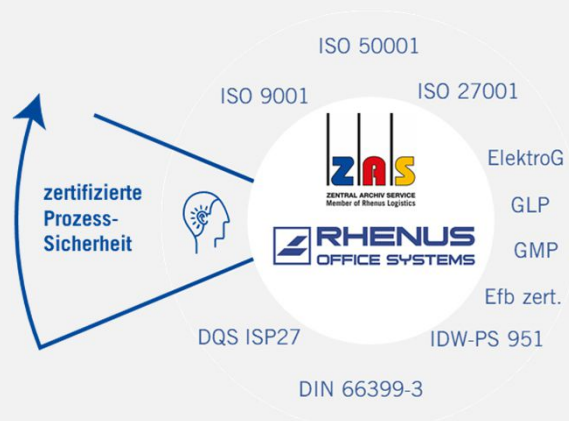 ISO 50001
ISO 9001
ISO 27001
zas
ZENTRAL ARCHIV SERVICE
Member of Rhenus Logistics
ElektroG
zertifizierte
Prozess-
Sicherheit
GLP
RHENUS
OFFICE SYSTEMS
GMP
Efb zert.
DQS ISP27
IDW-PS 951
DIN 66399-3